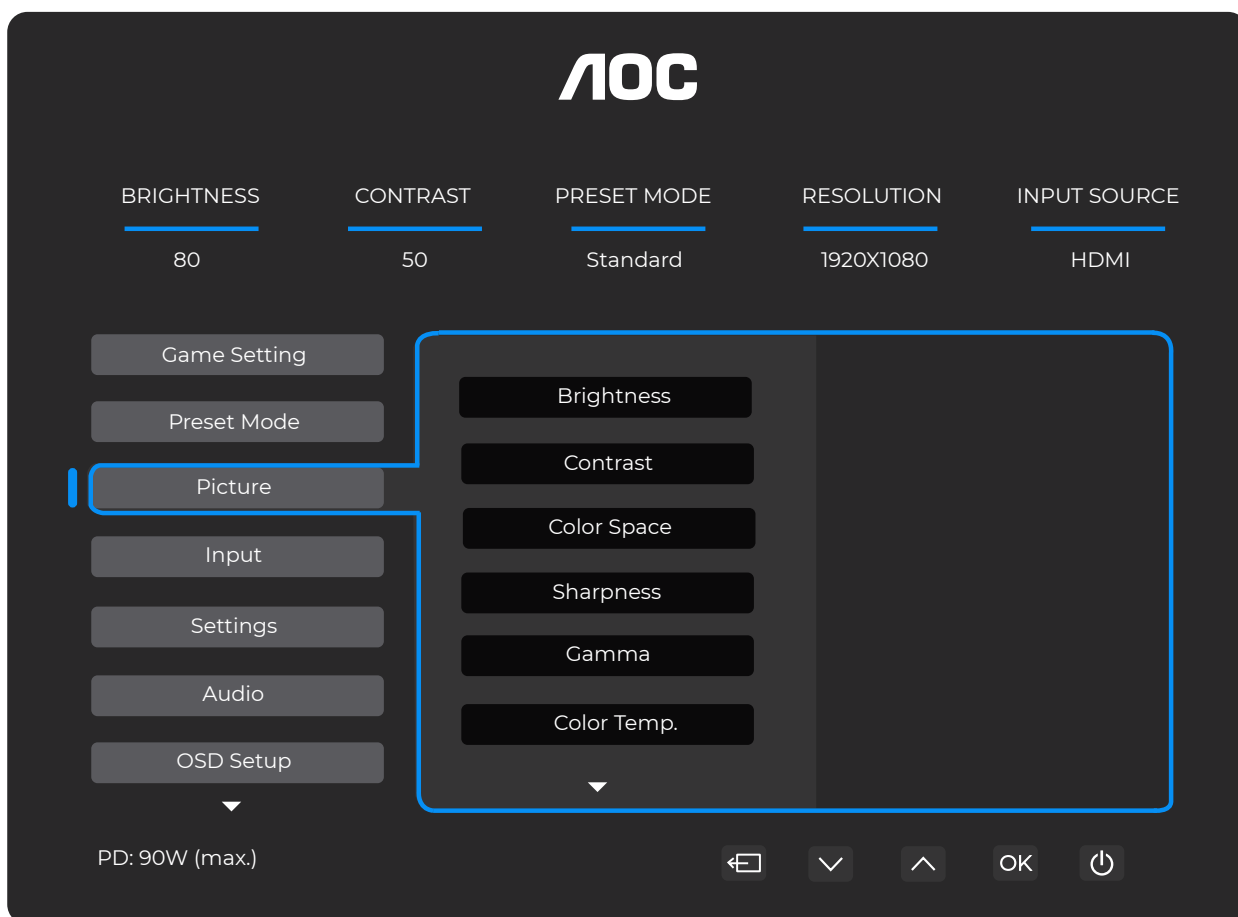 AOC
BRIGHTNESS CONTRAST PRESET MODE RESOLUTION INPUT SOURCE
80 50 Standard 1920X1080 HDMI
Game Setting
Preset Mode
Picture
Input
Settings
Audio
OSD Setup
Brightness
Contrast
Color Space
Sharpness
Gamma
Color Temp.
PD: 90W (max.)
OK